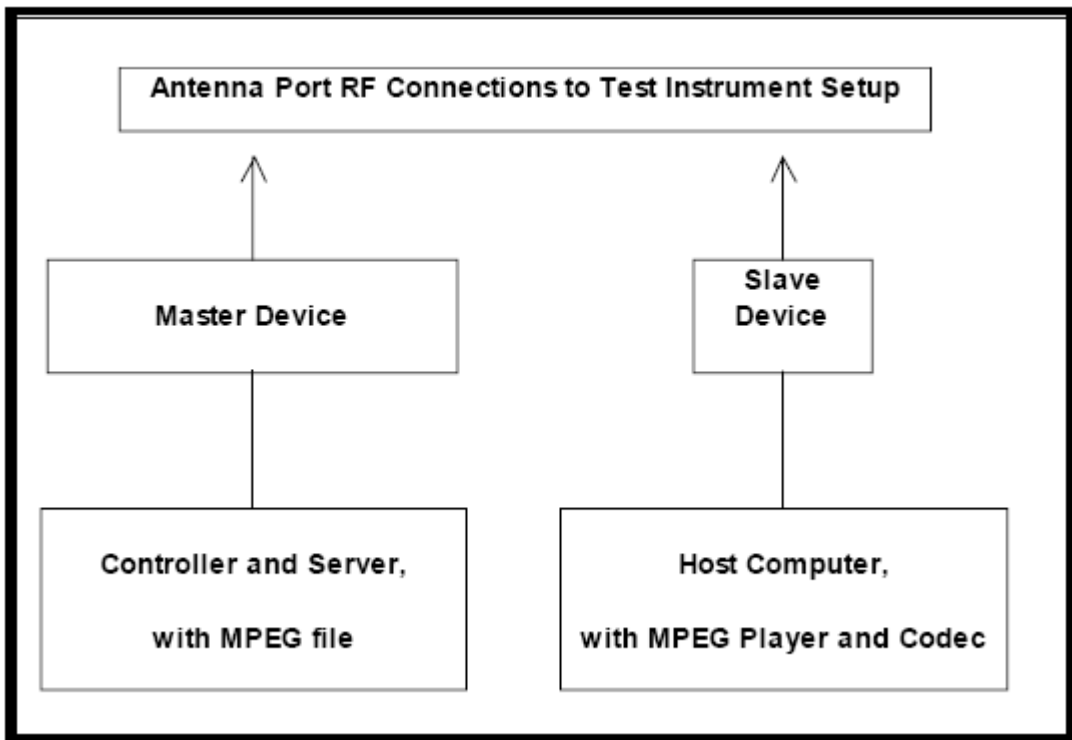 Antenna Port RF Connections to Test Instrument Setup
Master Device
Slave
Device
Controller and Server,
with MPEG file
Host Computer,
with MPEG Player and Codec